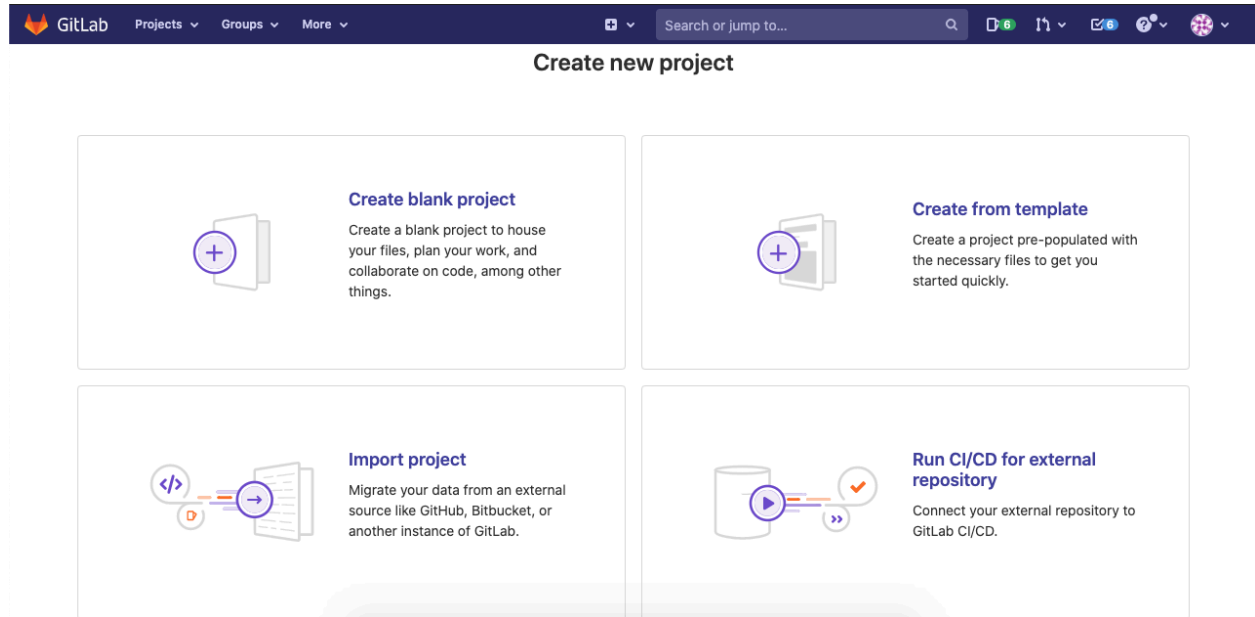 GitLab Projects Groups More Search or jump to... 6 6
Create new project
Create blank project
Create a blank project to house
your files, plan your work, and
collaborate on code, among other
things.
Create from template
Create a project pre-populated with
the necessary files to get you
started quickly.
Import project
Migrate your data from an external
source like GitHub, Bitbucket, or
another instance of GitLab.
Run CI/CD for external
repository
Connect your external repository to
GitLab CI/CD.